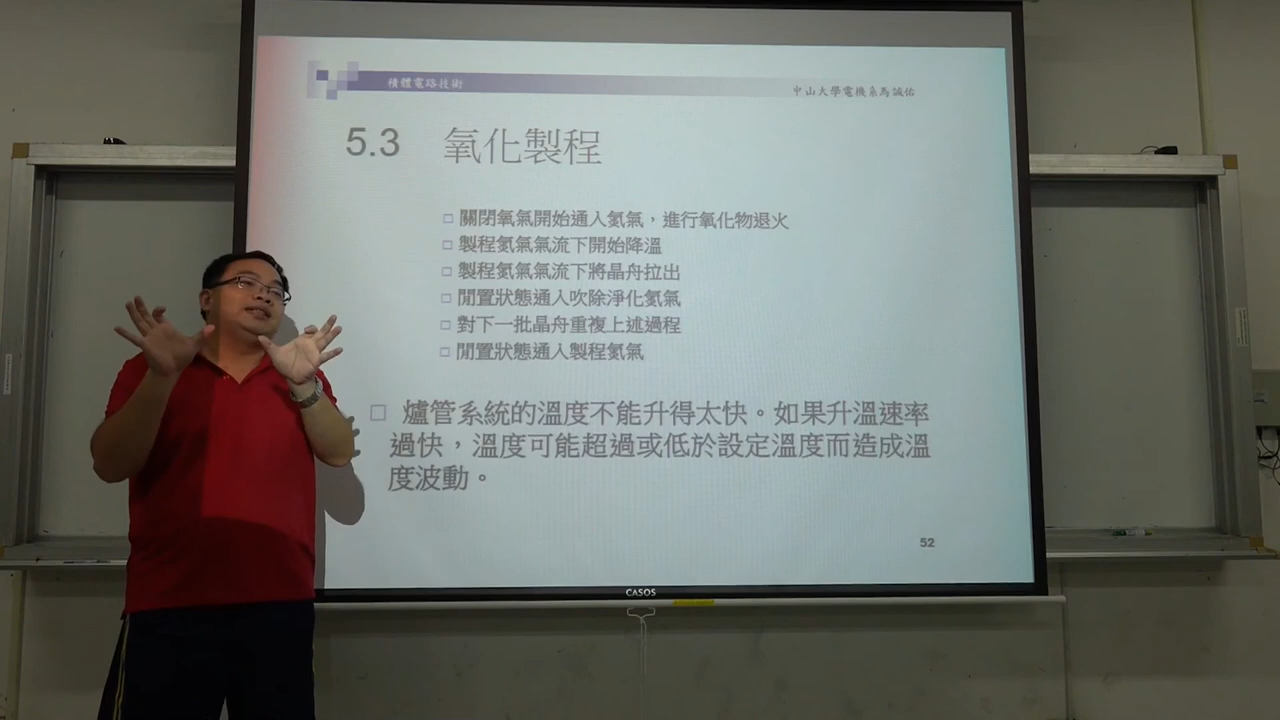 積體電路技術
中山大學電機系馬誠佑
5.3 氧化製程
關閉氧氣開始通入氮氣，進行氧化物退火
製程氮氣氣流下開始降溫
製程氮氣氣流下將晶舟拉出
閒置狀態通入吹除淨化氮氣
對下一批晶舟重複上述過程
閒置狀態通入製程氮氣
爐管系統的溫度不能升得太快。如果升溫速率
過快，溫度可能超過或低於設定溫度而造成溫
度波動。
52
CASOS